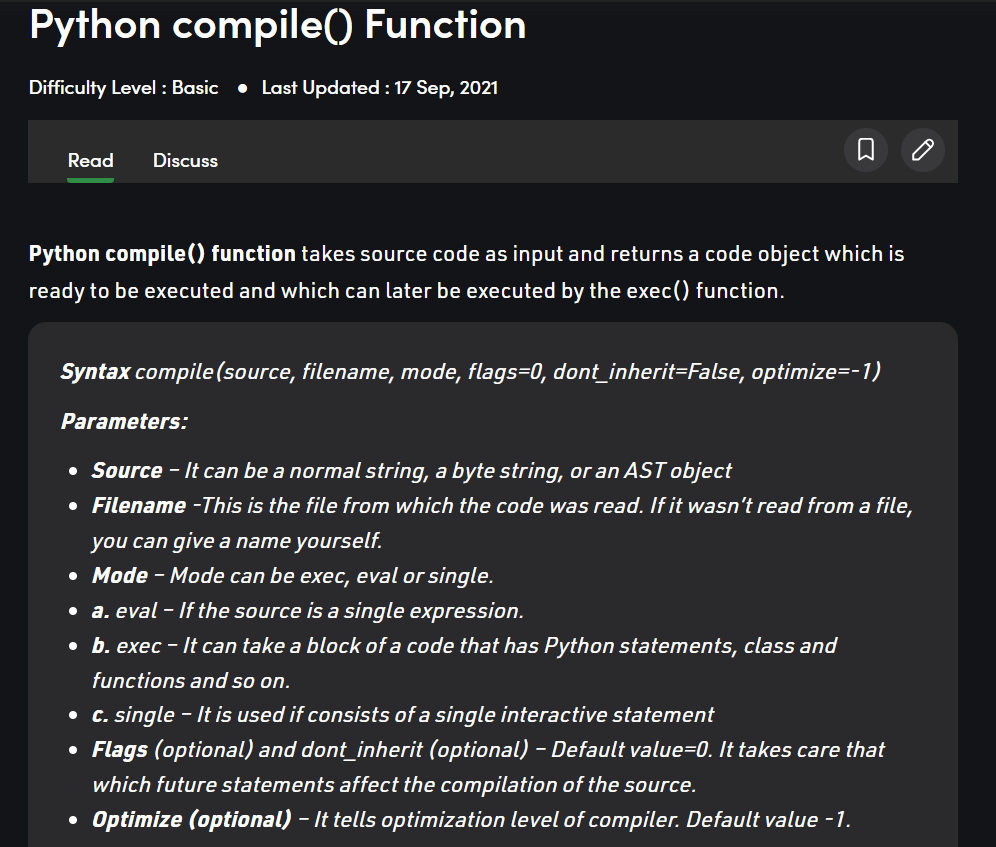 Python compile() Function
Difficulty Level : Basic ● Last Updated : 17 Sep, 2021
Read Discuss
Python compile() function takes source code as input and returns a code object which is
ready to be executed and which can later be executed by the exec() function.
Syntax compile(source, filename, mode, flags=0, dont_inherit=False, optimize=-1)
Parameters:
• Source – It can be a normal string, a byte string, or an AST object
• Filename -This is the file from which the code was read. If it wasn’t read from a file,
you can give a name yourself.
• Mode – Mode can be exec, eval or single.
• a. eval – If the source is a single expression.
• b. exec – It can take a block of a code that has Python statements, class and
functions and so on.
• c. single – It is used if consists of a single interactive statement
• Flags (optional) and dont_inherit (optional) – Default value=0. It takes care that
which future statements affect the compilation of the source.
• Optimize (optional) – It tells optimization level of compiler. Default value -1.